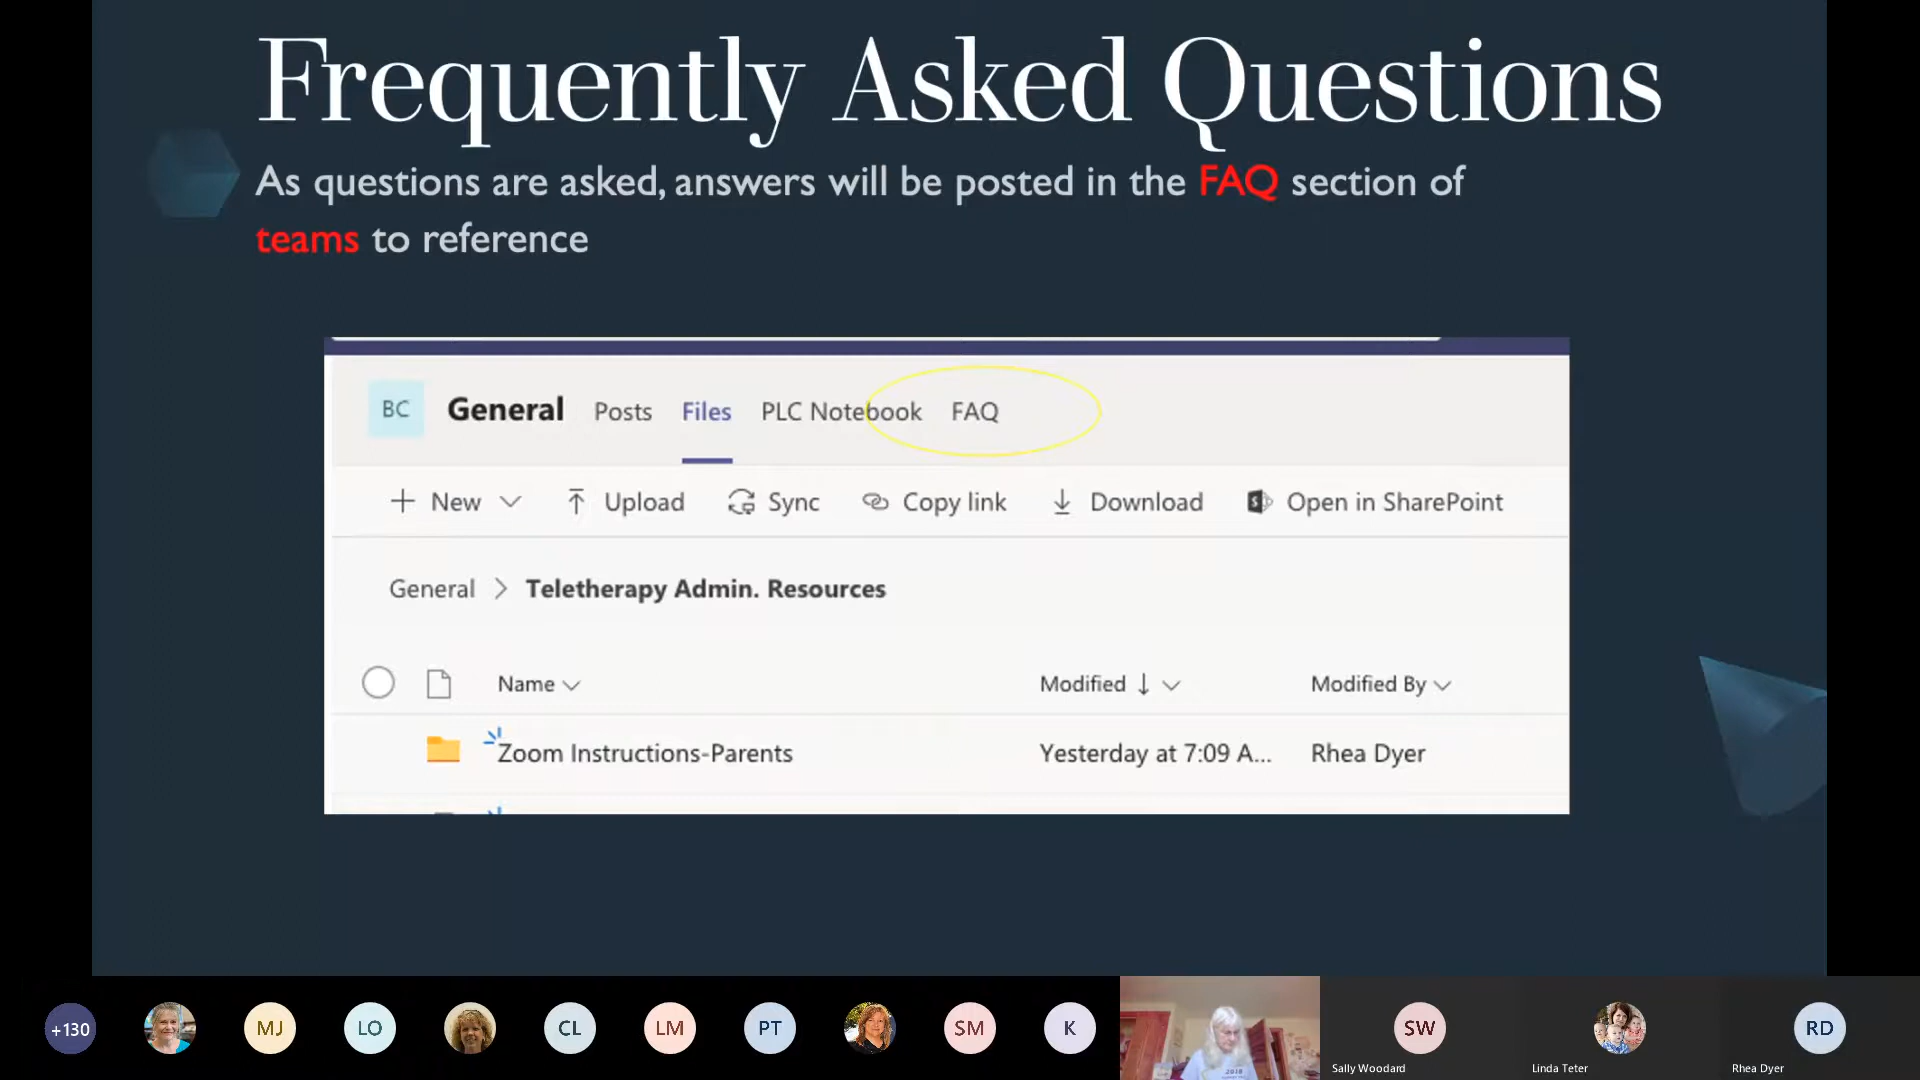 Frequently Asked Questions
As questions are asked, answers will be posted in the FAQ section of
teams to reference
BC General Posts Files PLC Notebook FAQ
New Upload Sync Copy link Download Open in SharePoint
General > Teletherapy Admin. Resources
Name Modified Modified By
Zoom Instructions-Parents Yesterday at 7:09 A... Rhea Dyer
+130 MJ LO CL LM PT SM K SW RD
2018
Sally Woodard Linda Teter Rhea Dyer